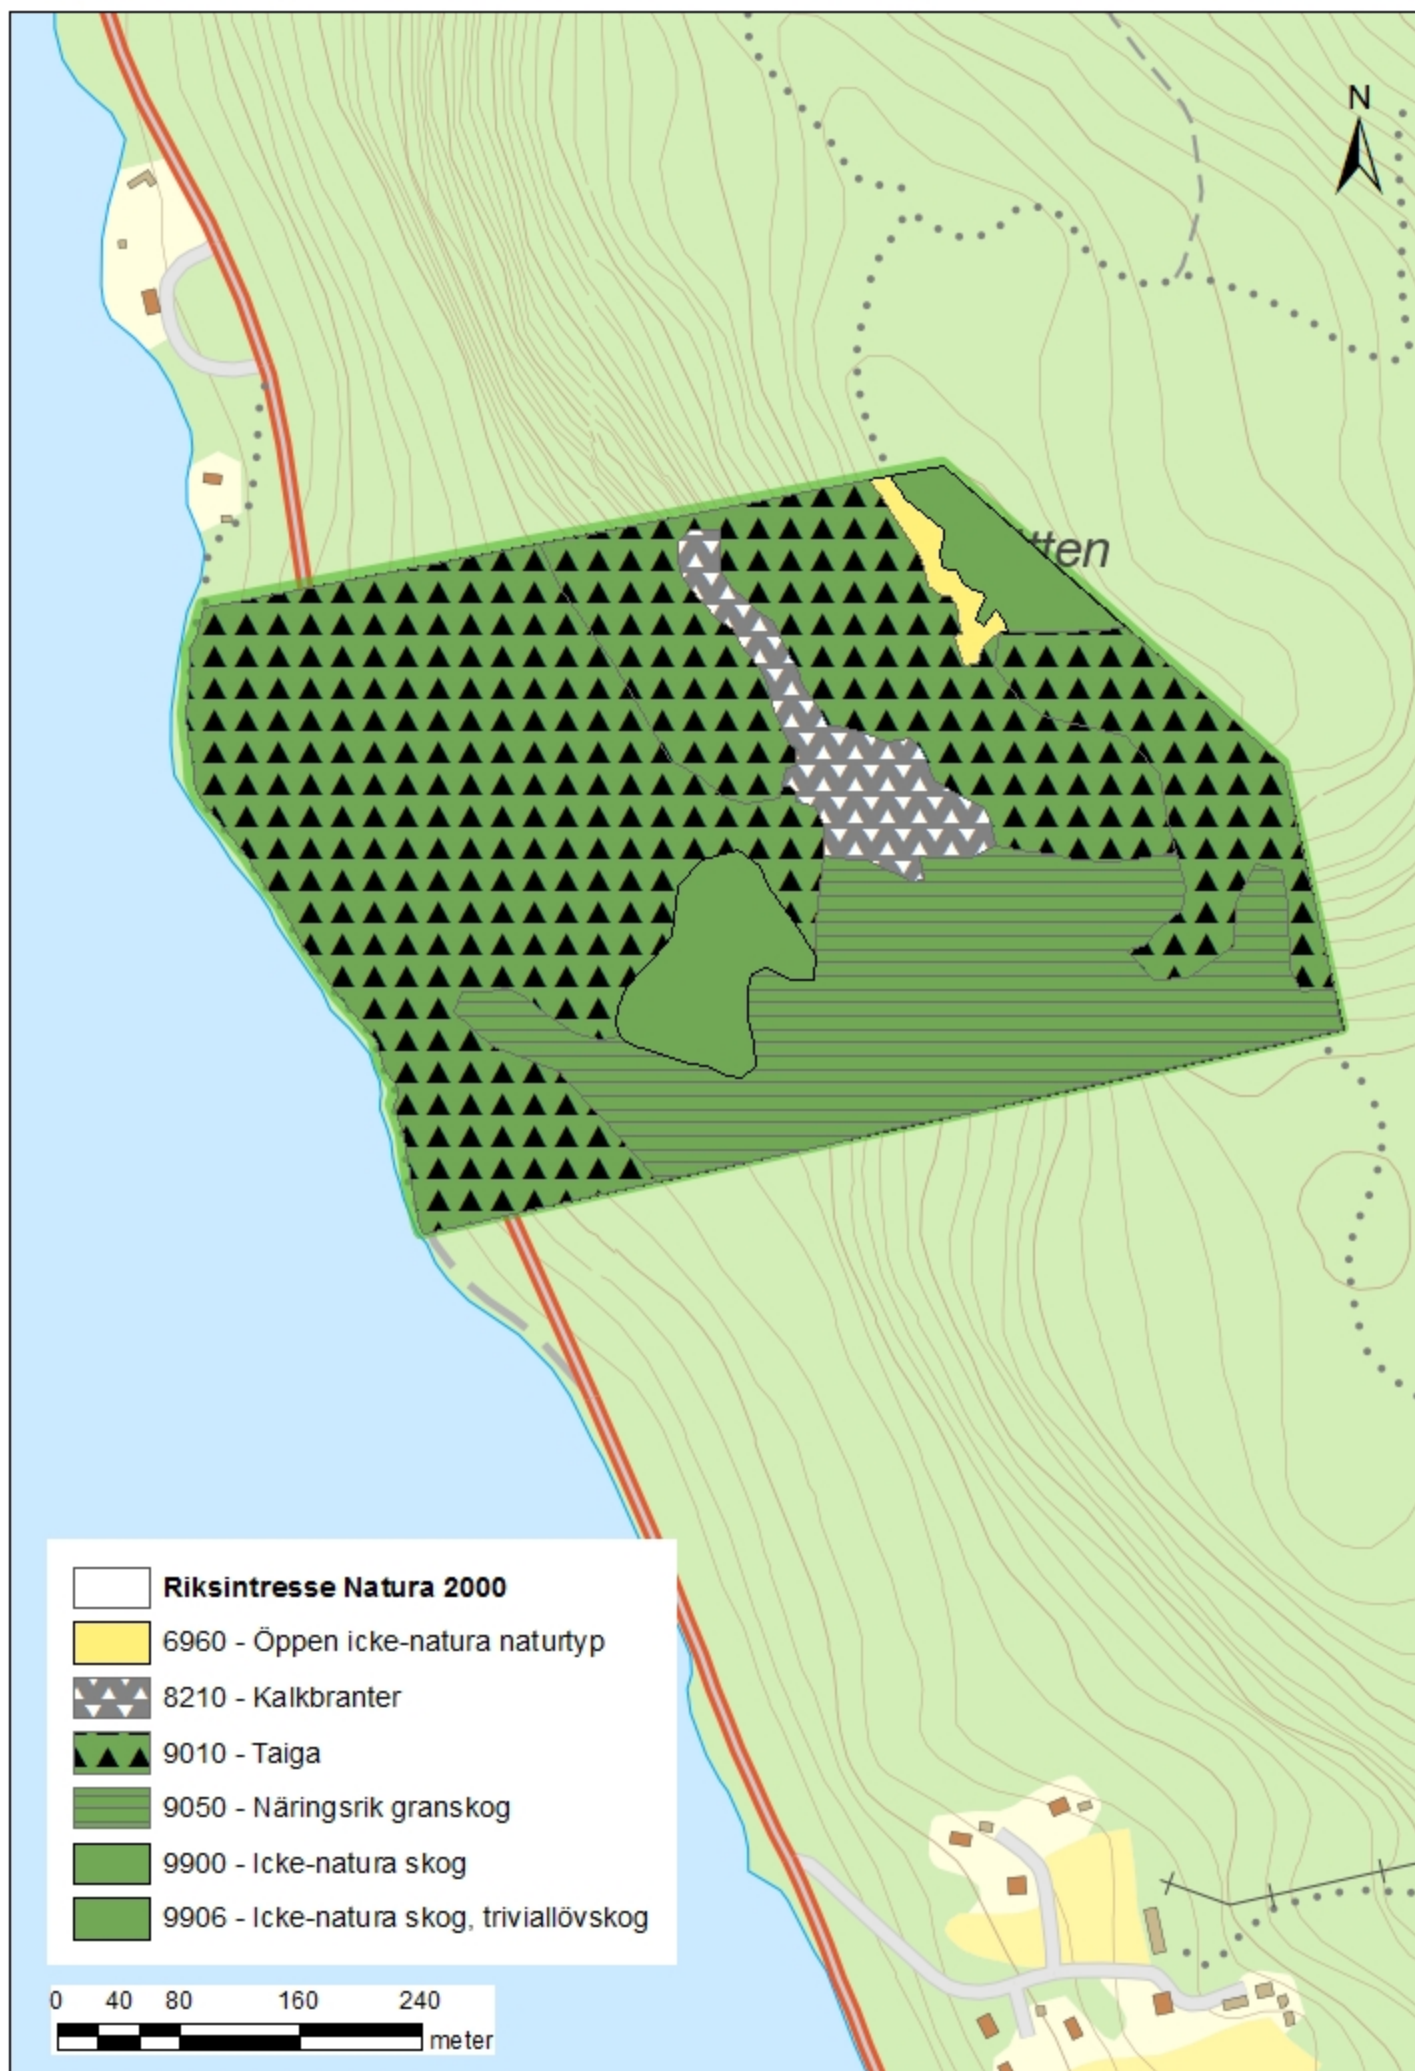 N
tten
Riksintresse Natura 2000
6960 - Öppen icke-natura naturtyp
8210 - Kalkbranter
9010 - Taiga
9050 - Näringsrik granskog
9900 - Icke-natura skog
9906 - Icke-natura skog, triviallövskog
0 40 80 160 240
meter